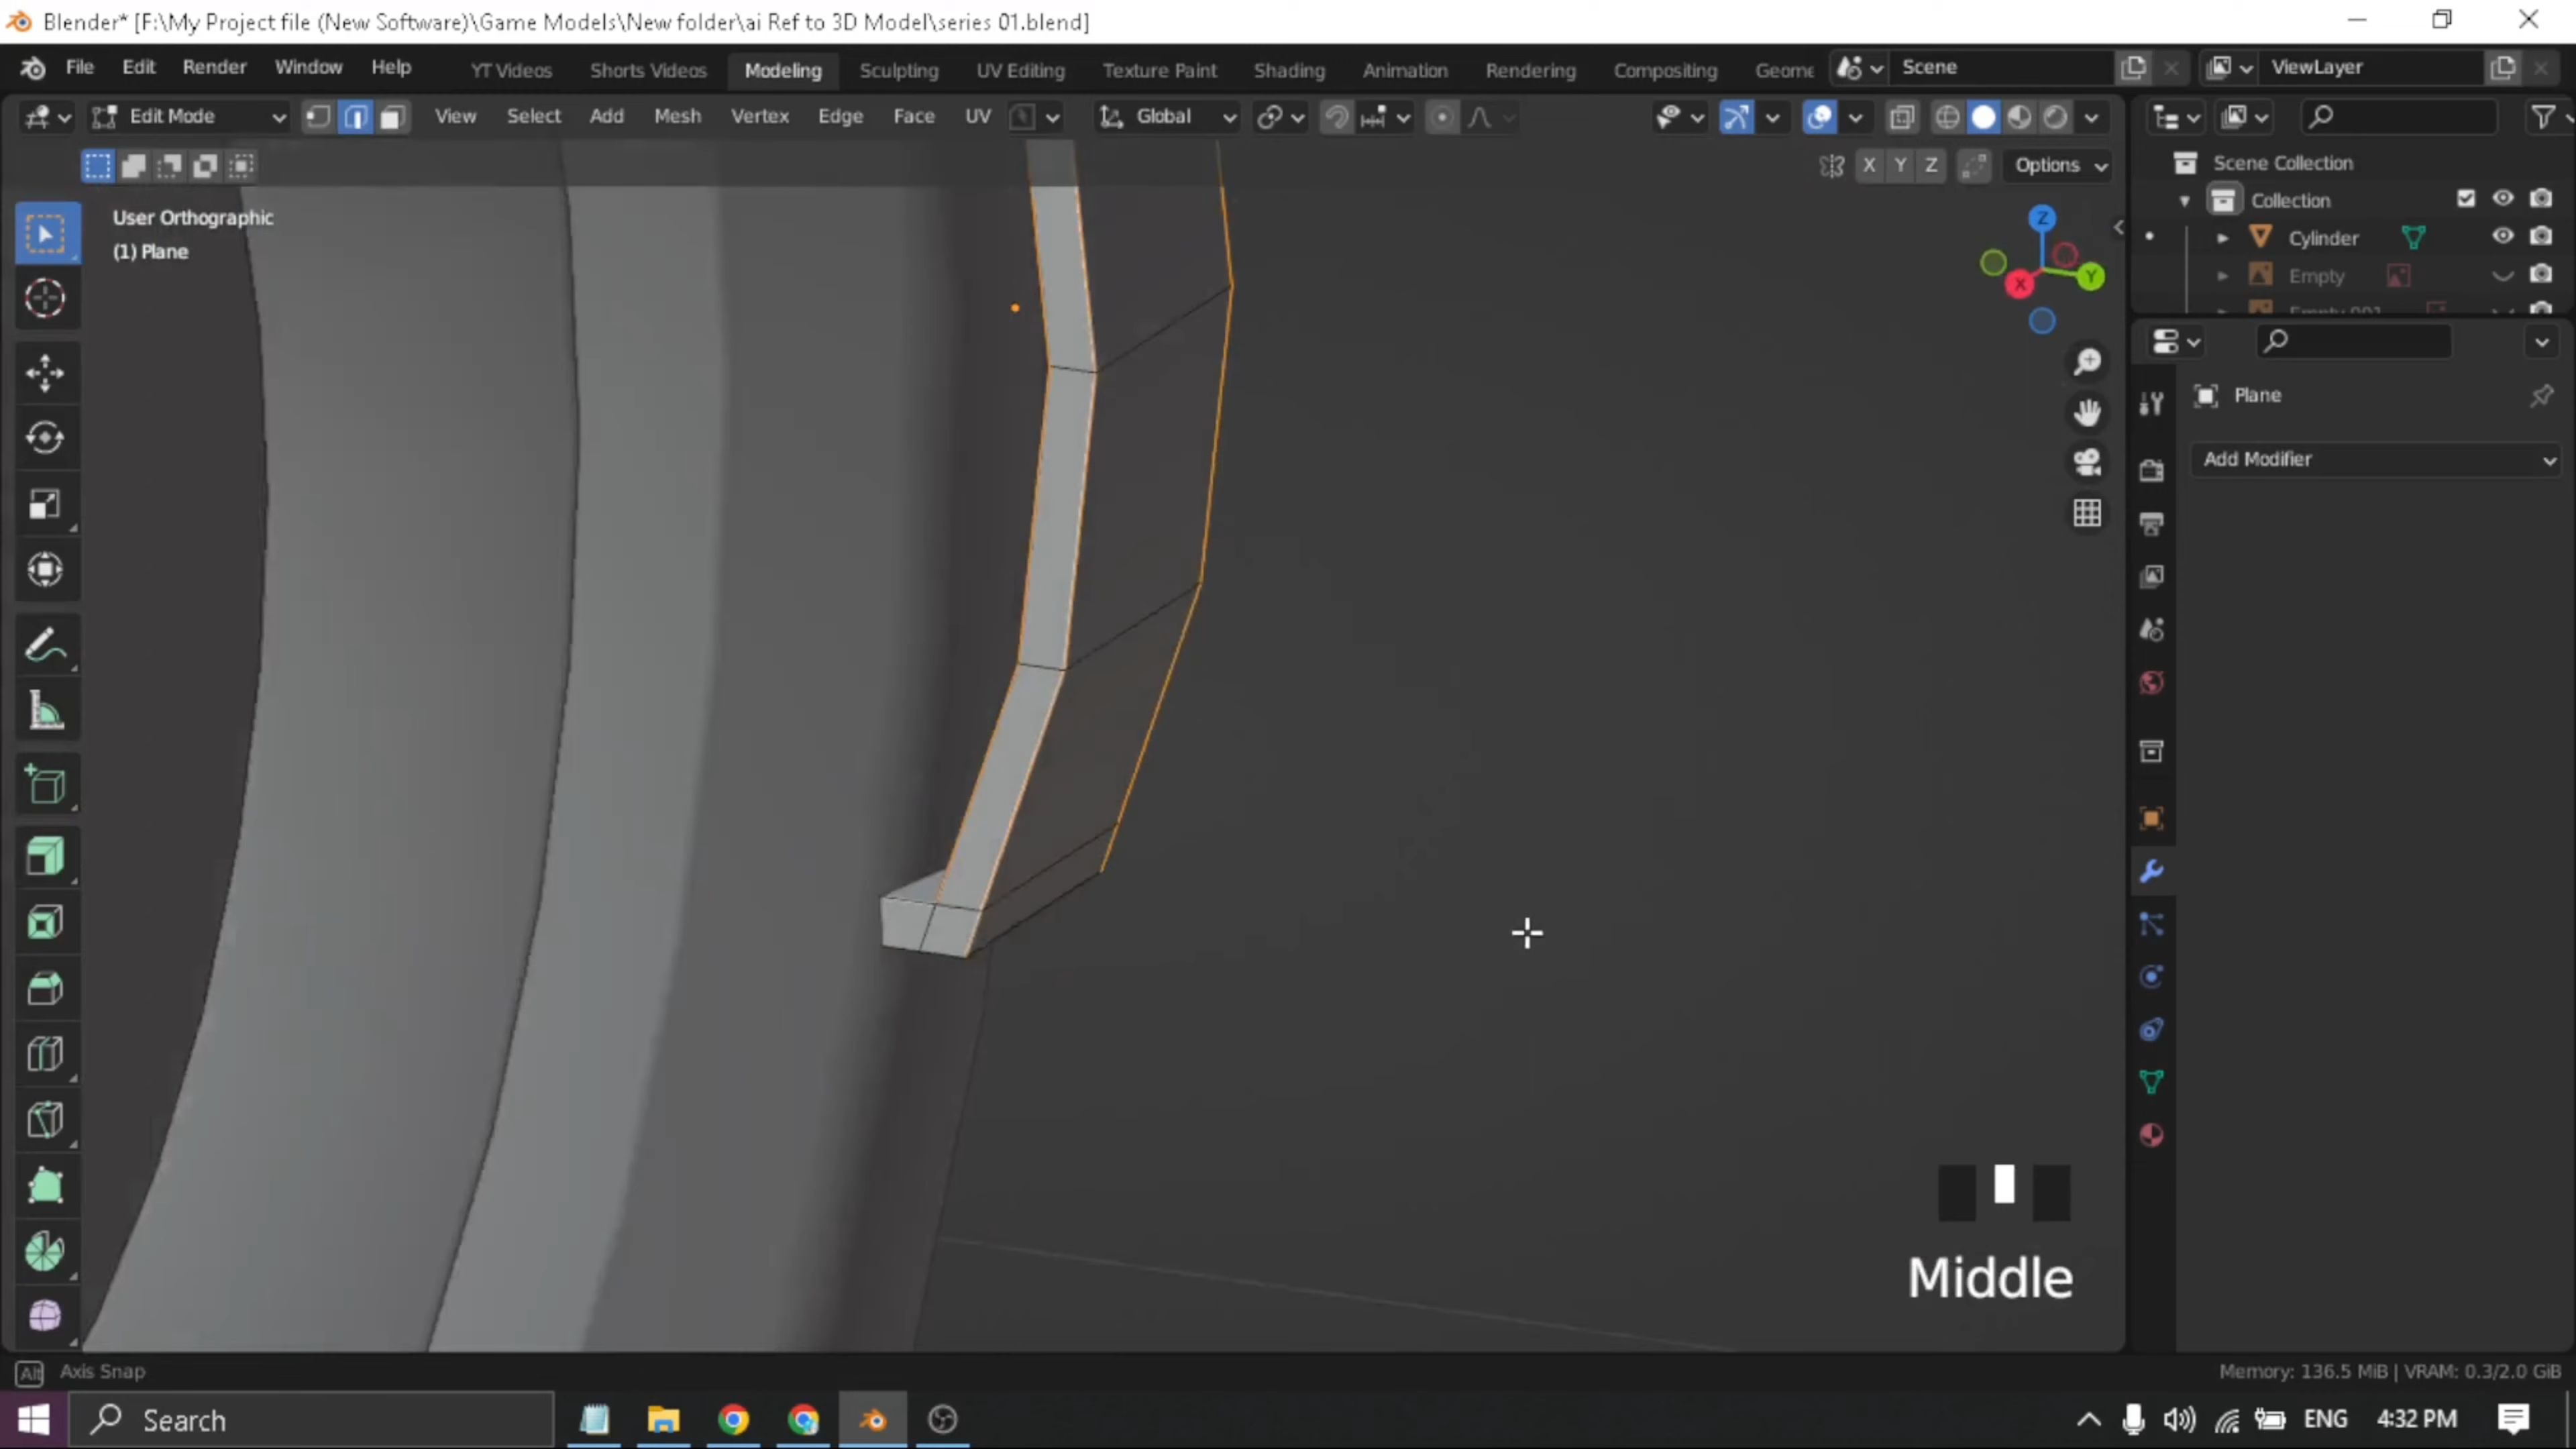 Blender* [F:\My Project file (New Software)\Game Models\New folder\ai Ref to 3D Model\series 01.blend]
File Edit Render Window Help YT Videos Shorts Videos Modeling Sculpting UV Editing Texture Paint Shading Animation Rendering Compositing Geome Scene ViewLayer
Edit Mode View Select Add Mesh Vertex Edge Face UV Global
X Y Z Options
Scene Collection
Collection
Cylinder
Empty
User Orthographic
(1) Plane
Z
Y
X
Plane
Add Modifier
Middle
Alt Axis Snap
Memory: 136.5 MiB | VRAM: 0.3/2.0 GiB
Search
ENG 4:32 PM